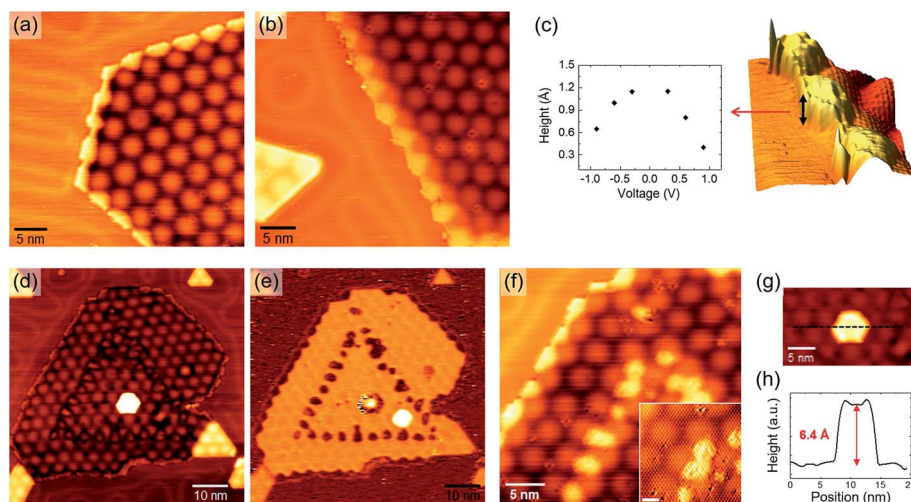 (a)
5 nm
(b)
5 nm
(c)
Height (Å)
1.5
1.2
0.9
0.6
0.3
-1.0 -0.5 0.0 0.5 1.0
Voltage (V)
(d)
10 nm
(e)
10 nm
(f)
5 nm
(g)
5 nm
(h)
Height (a.u.)
6.4 Å
0 5 10 15 2
Position (nm)